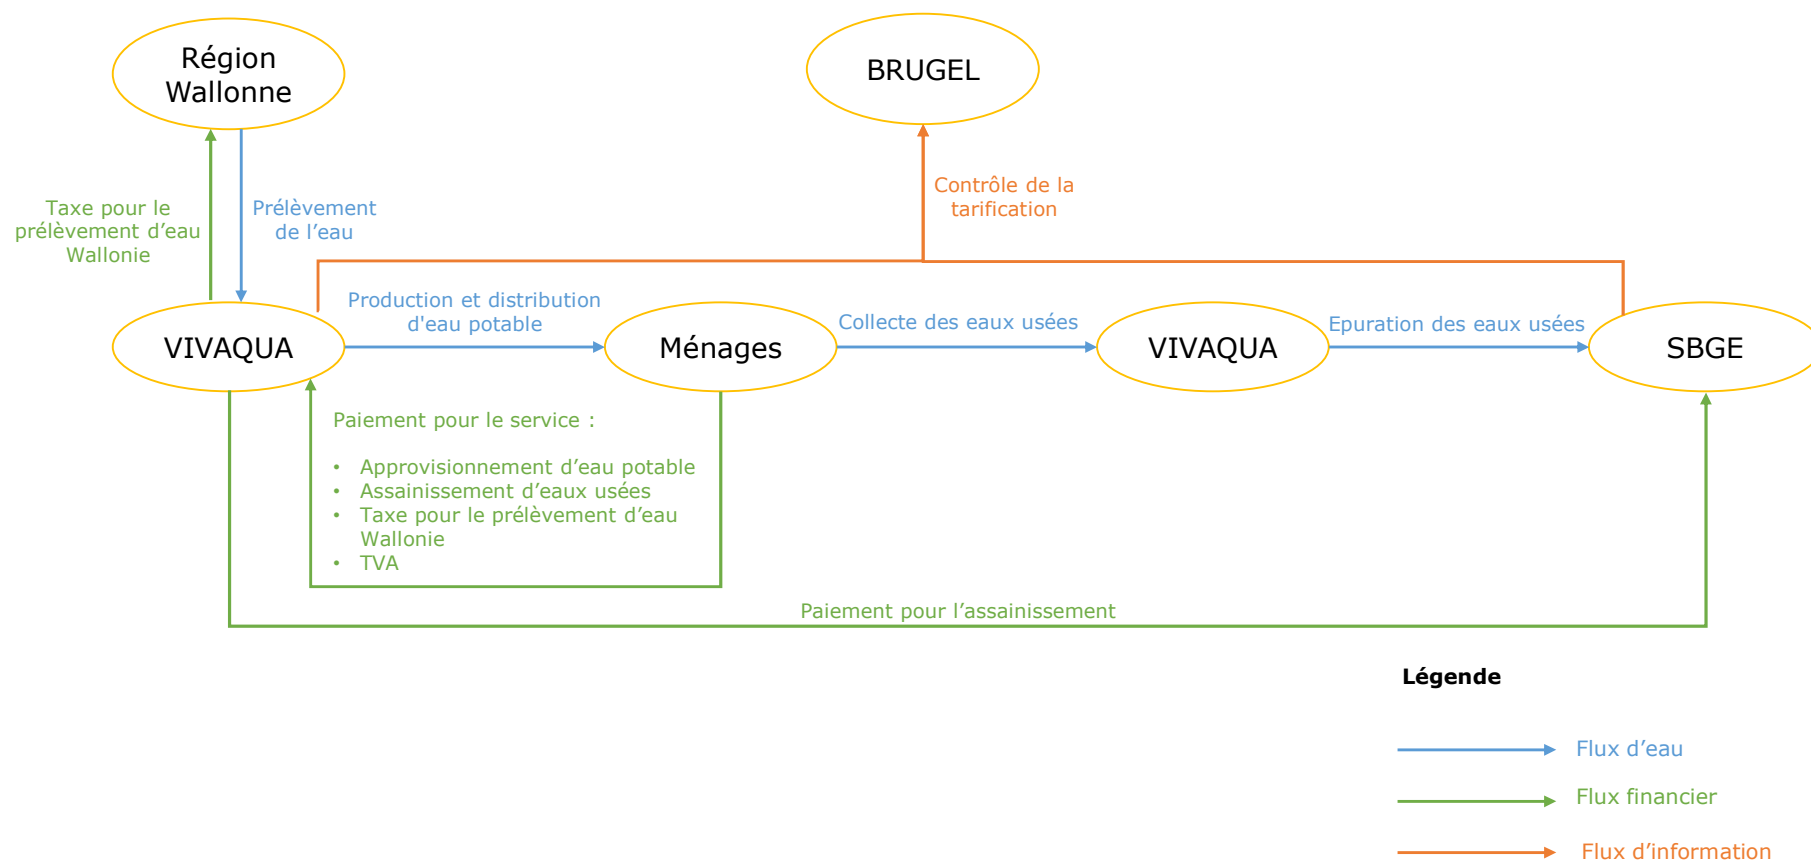 Région
Wallonne
BRUGEL
Taxe pour le
prélèvement d’eau
Wallonie
Prélèvement
de l’eau
Contrôle de la
tarification
VIVAQUA
Production et distribution
d'eau potable
Ménages
Collecte des eaux usées
VIVAQUA
Epuration des eaux usées
SBGE
Paiement pour le service :
• Approvisionnement d’eau potable
• Assainissement d’eaux usées
• Taxe pour le prélèvement d’eau
Wallonie
• TVA
Paiement pour l’assainissement
Légende
Flux d’eau
Flux financier
Flux d’information